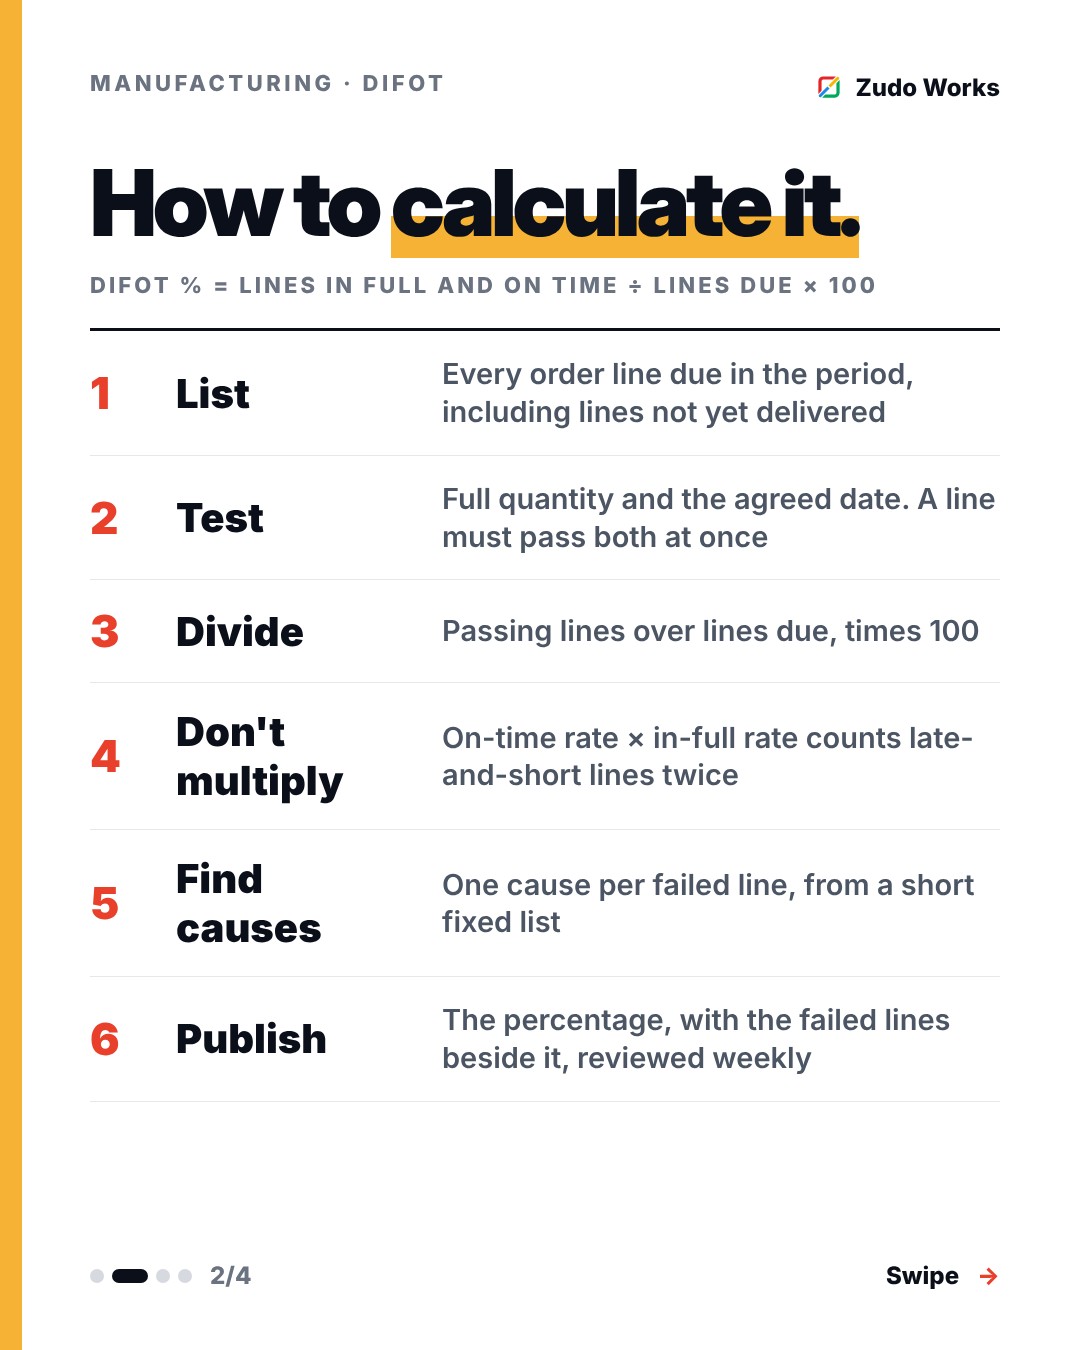 MANUFACTURING · DIFOT
Zudo Works
How to calculate it.
DIFOT % = LINES IN FULL AND ON TIME ÷ LINES DUE × 100
1 List
Every order line due in the period,
including lines not yet delivered
2 Test
Full quantity and the agreed date. A line
must pass both at once
3 Divide
Passing lines over lines due, times 100
4 Don't
multiply
On-time rate × in-full rate counts late-
and-short lines twice
5 Find
causes
One cause per failed line, from a short
fixed list
6 Publish
The percentage, with the failed lines
beside it, reviewed weekly
2/4
Swipe →